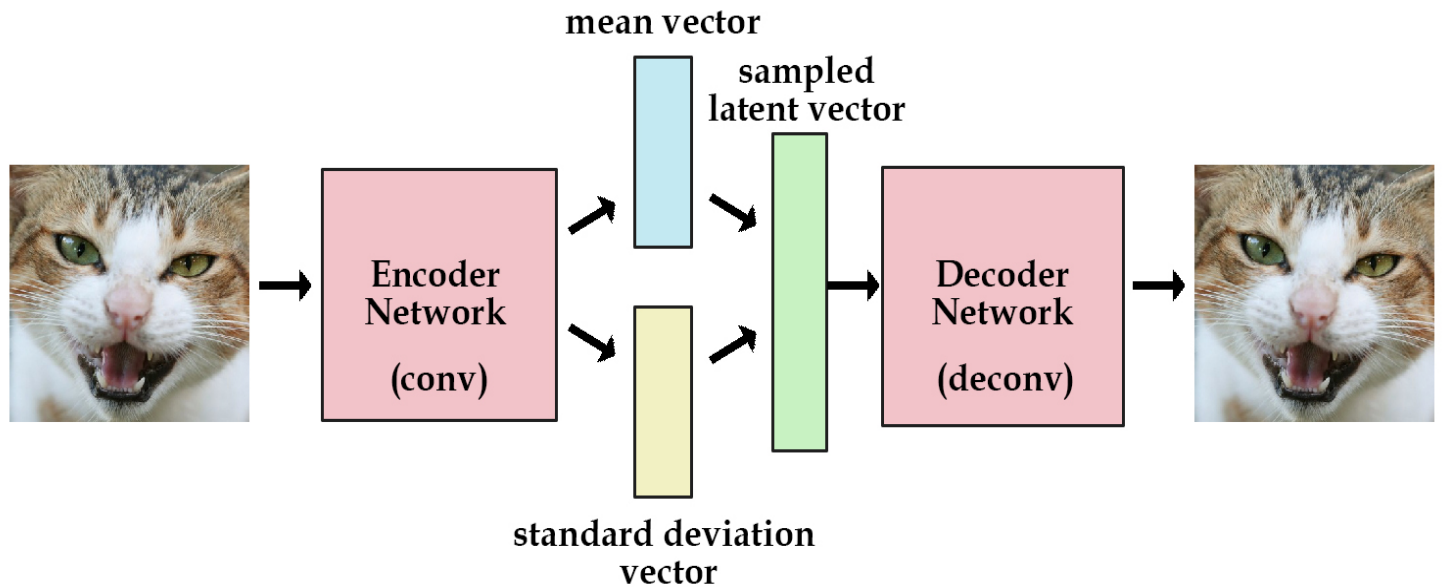 mean vector
sampled
latent vector
Encoder
Network
(conv)
Decoder
Network
(deconv)
standard deviation
vector